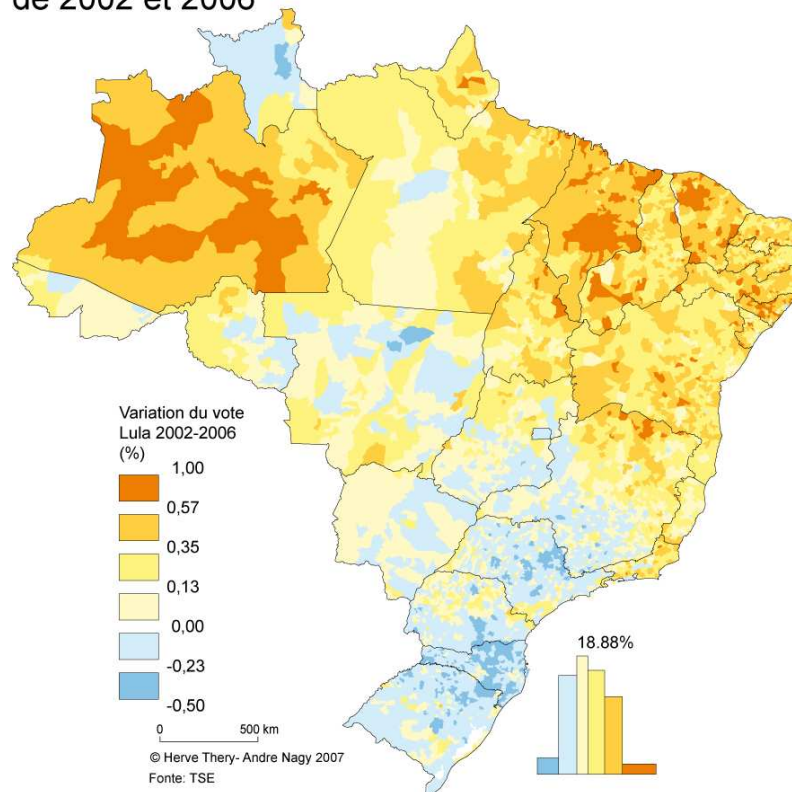 de 2002 et 2006
Variation du vote
Lula 2002-2006
(%)
1,00
0,57
0,35
0,13
0,00
-0,23
-0,50
0 500 km
© Herve Thery- Andre Nagy 2007
Fonte: TSE
18.88%